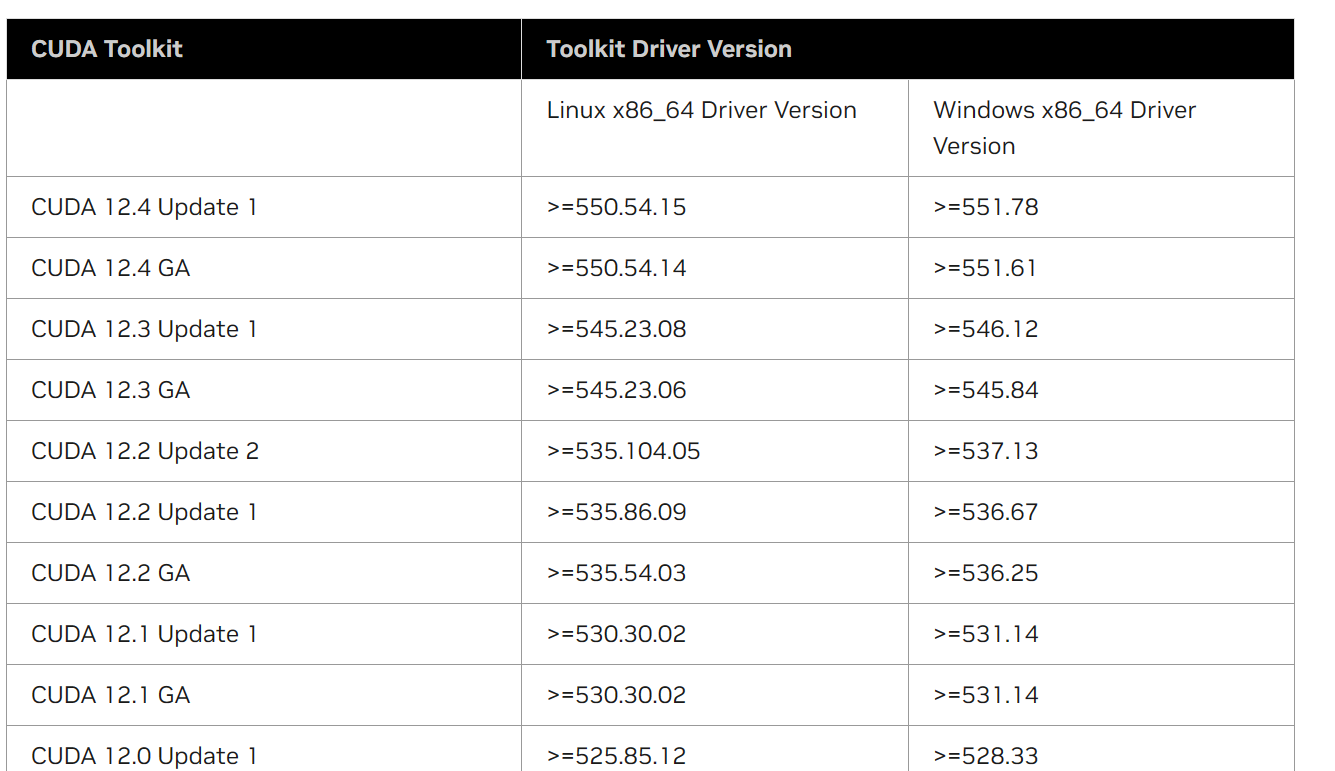 CUDA Toolkit Toolkit Driver Version
Linux x86_64 Driver Version Windows x86_64 Driver
Version
CUDA 12.4 Update 1 >=550.54.15 >=551.78
CUDA 12.4 GA >=550.54.14 >=551.61
CUDA 12.3 Update 1 >=545.23.08 >=546.12
CUDA 12.3 GA >=545.23.06 >=545.84
CUDA 12.2 Update 2 >=535.104.05 >=537.13
CUDA 12.2 Update 1 >=535.86.09 >=536.67
CUDA 12.2 GA >=535.54.03 >=536.25
CUDA 12.1 Update 1 >=530.30.02 >=531.14
CUDA 12.1 GA >=530.30.02 >=531.14
CUDA 12.0 Update 1 >=525.85.12 >=528.33